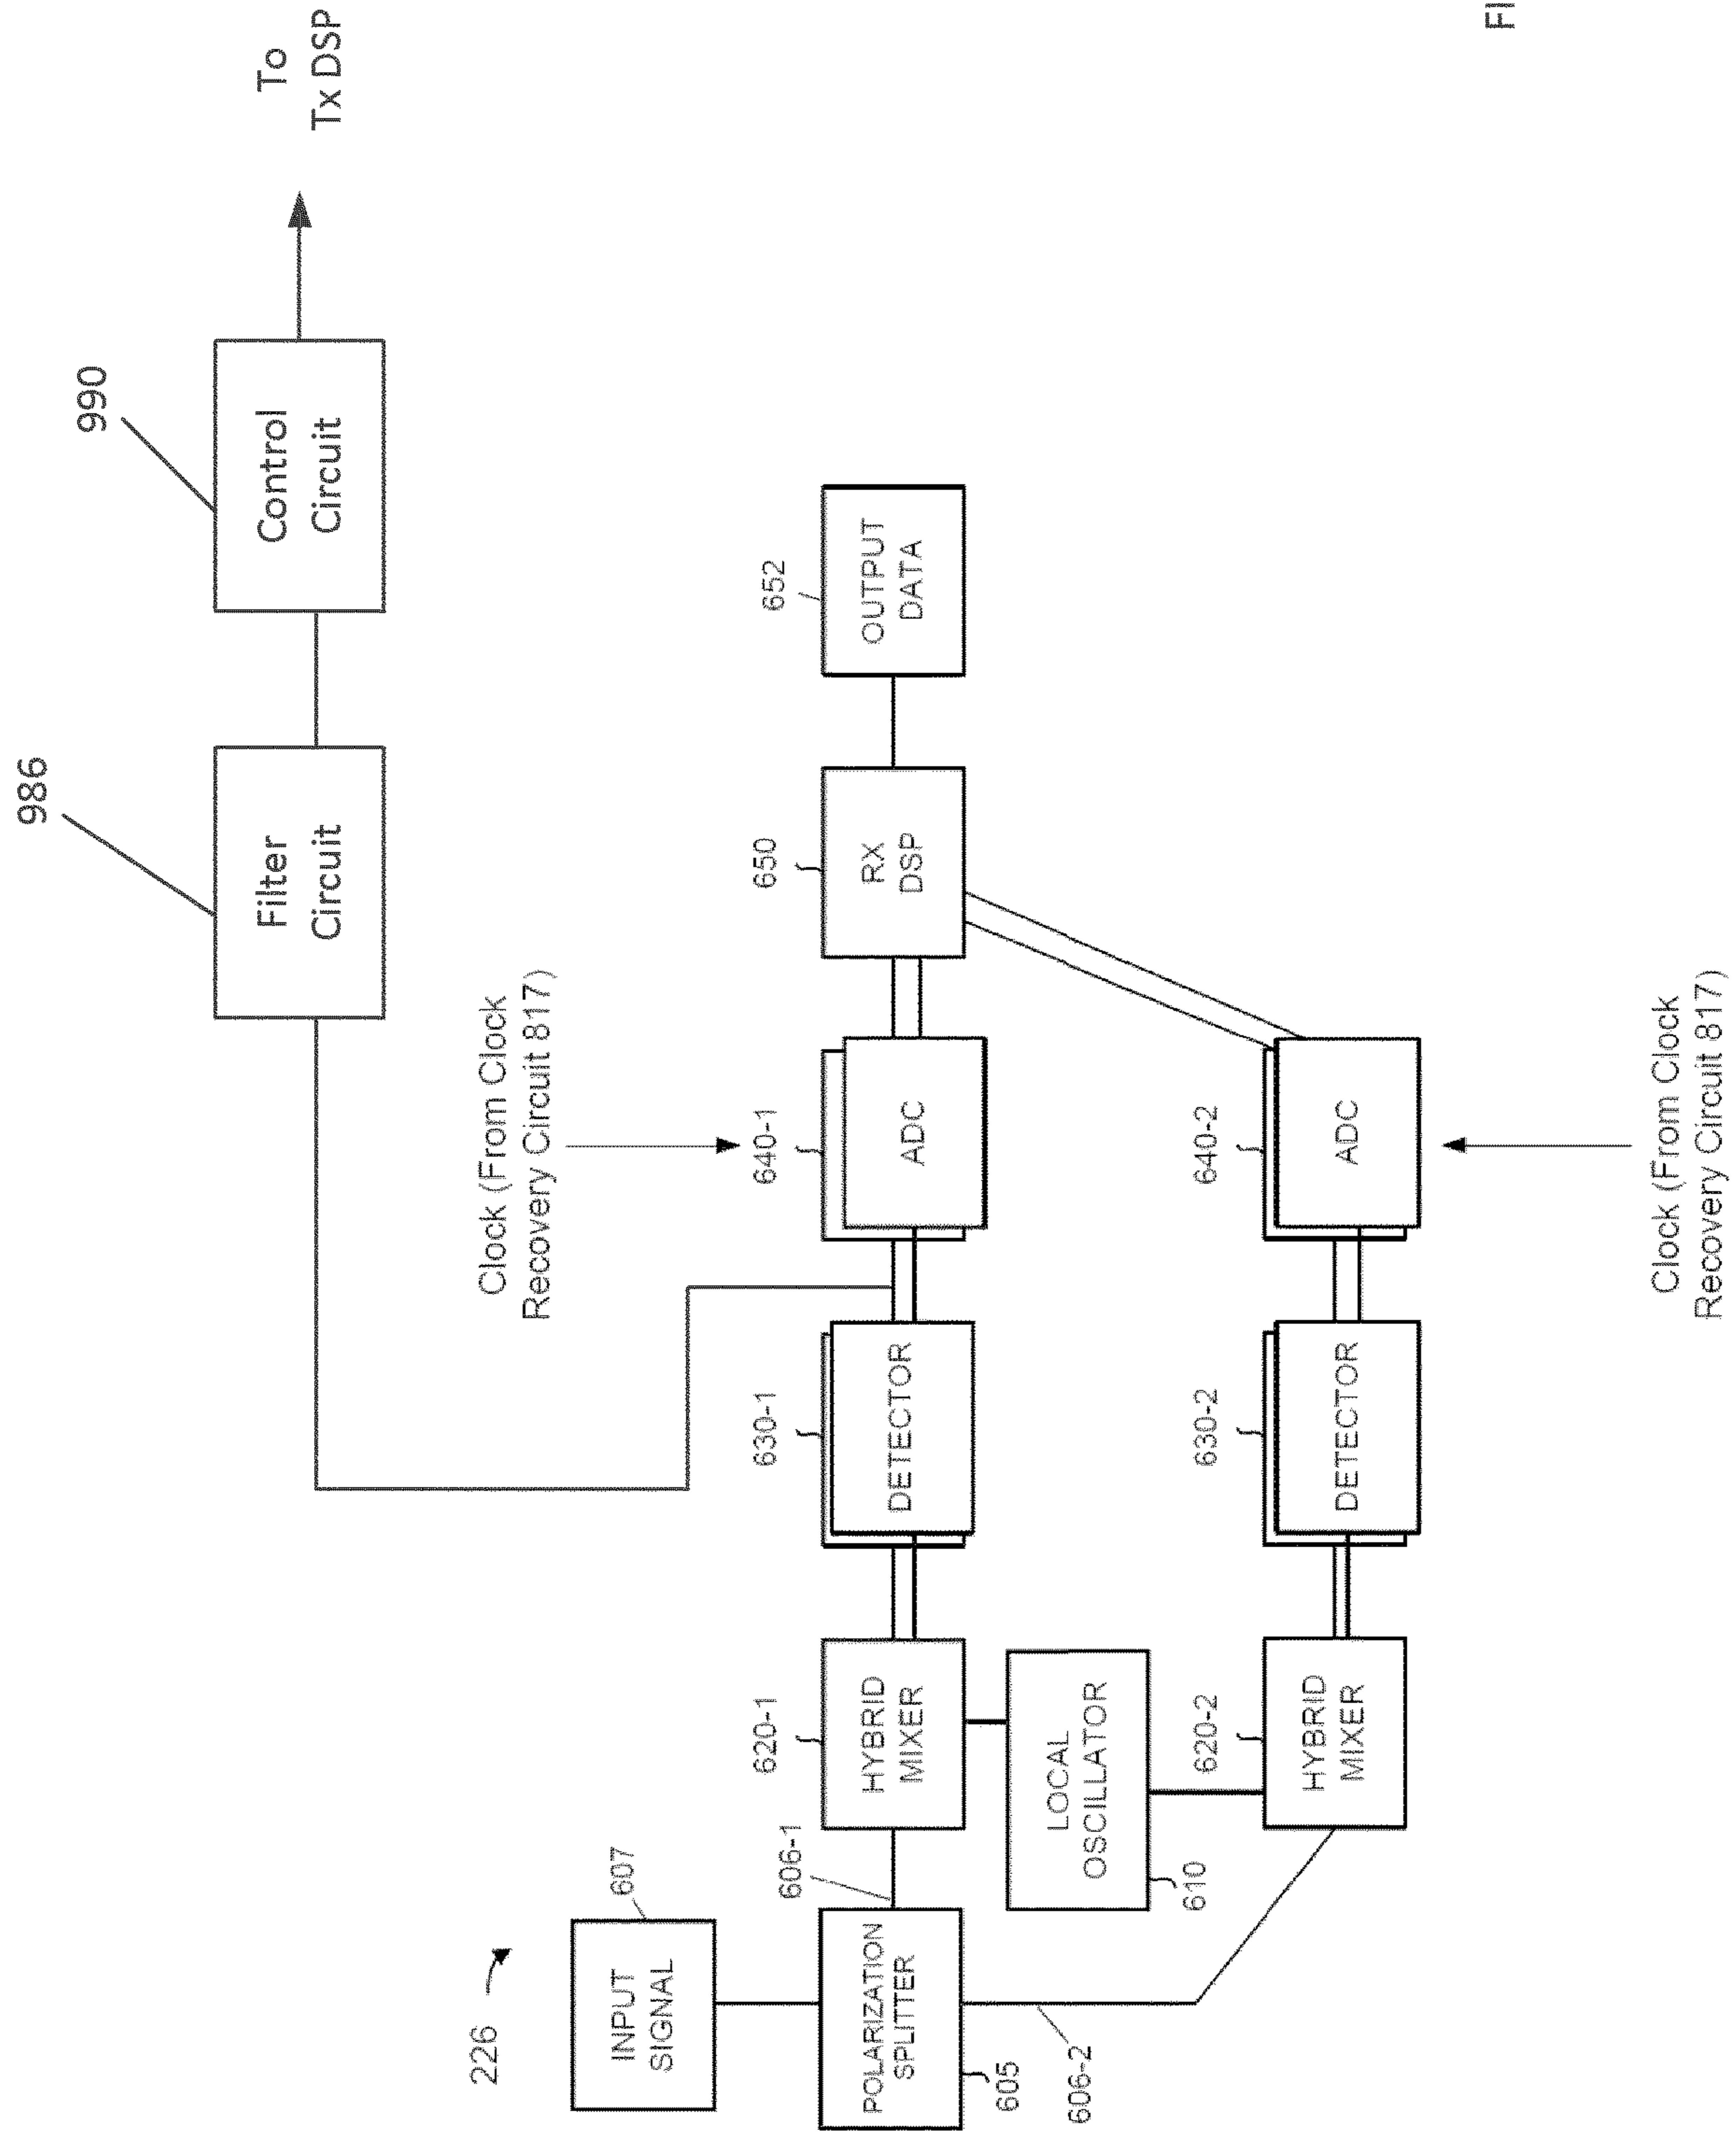 990
986
Control
Circuit
Filter
Circuit
To
Tx DSP
Clock (From Clock
Recovery Circuit 817)
226
INPUT
SIGNAL
607
POLARIZATION
SPLITTER
605
606-1
606-2
620-1
HYBRID
MIXER
LOCAL
OSCILLATOR
610
630-1
DETECTOR
640-1
ADC
650
RX
DSP
652
OUTPUT
DATA
620-2
HYBRID
MIXER
630-2
DETECTOR
640-2
ADC
Clock (From Clock
Recovery Circuit 817)
FI